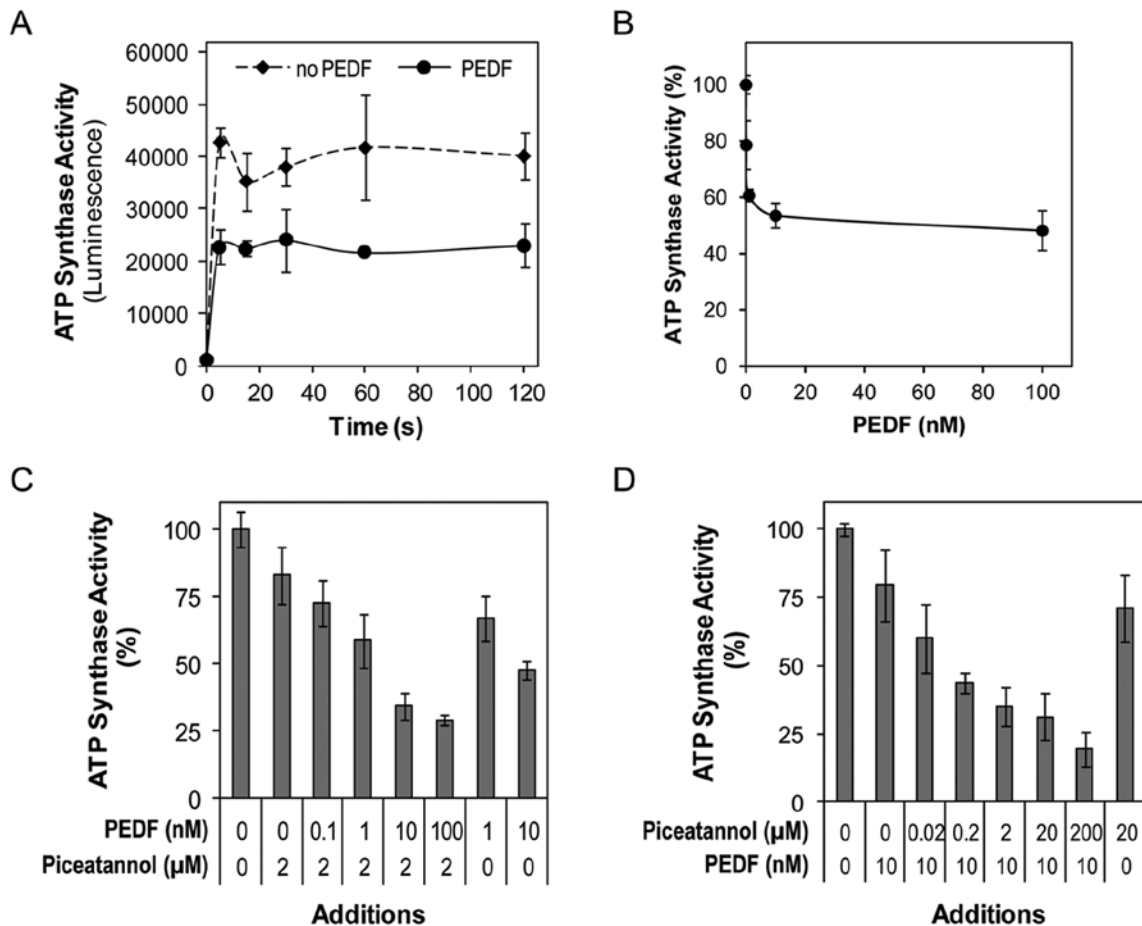 A
ATP Synthase Activity
(Luminescence)
60000
50000
40000
30000
20000
10000
0
no PEDF PEDF
0 20 40 60 80 100 120
Time (s)
B
ATP Synthase Activity (%)
100
80
60
40
20
0
0 20 40 60 80 100
PEDF (nM)
C
ATP Synthase Activity
(%)
100
75
50
25
0
PEDF (nM) 0 0 0.1 1 10 100 1 10
Piceatannol (µM) 0 2 2 2 2 2 0 0
Additions
D
ATP Synthase Activity
(%)
100
75
50
25
0
Piceatannol (µM) 0 0 0.02 0.2 2 20 200 20
PEDF (nM) 0 10 10 10 10 10 10 0
Additions